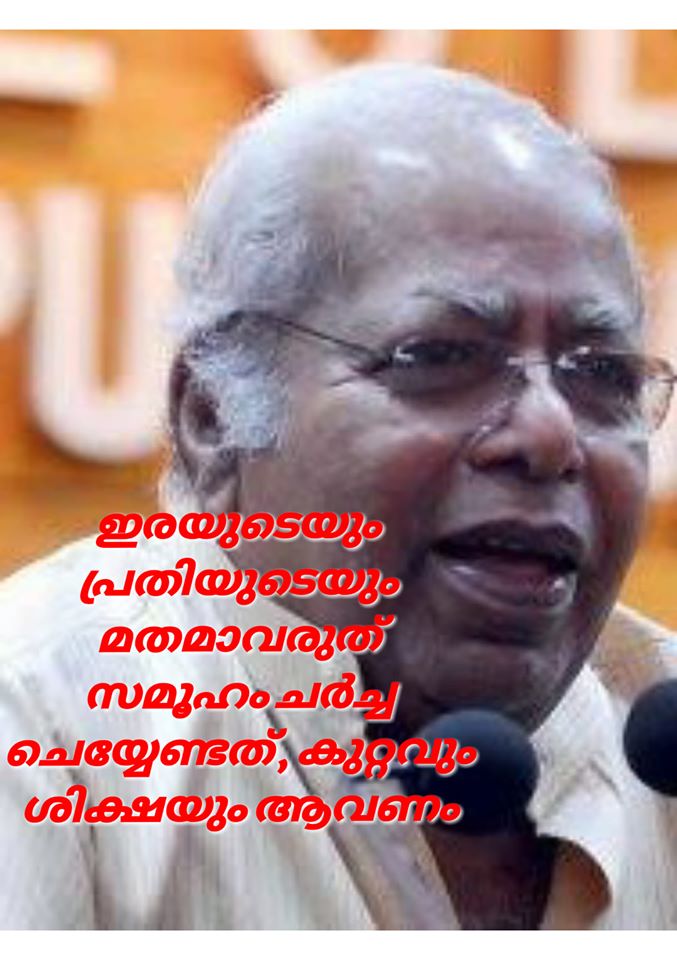 ഇരയുടെയും
പ്രതിയുടെയും
മതമാവരുത്
സമൂഹം ചർച്ച
ചെയ്യേണ്ടത്, കുറ്റവും
ശിക്ഷയും ആവണം